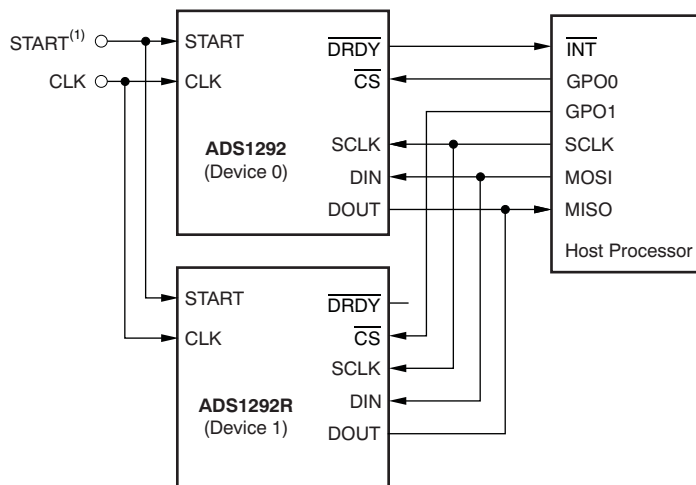 START(1)
CLK
START
CLK
ADS1292
(Device 0)
DRDY
CS
SCLK
DIN
DOUT
INT
GPO0
GPO1
SCLK
MOSI
MISO
Host Processor
START
CLK
ADS1292R
(Device 1)
DRDY
CS
SCLK
DIN
DOUT